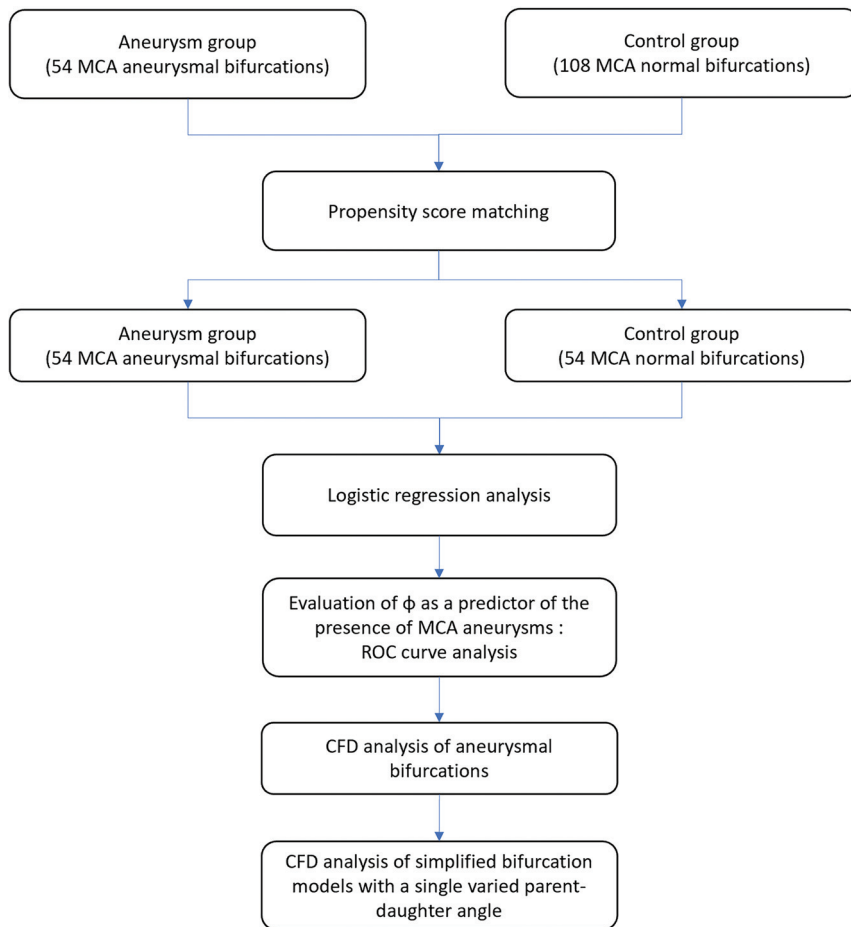 Aneurysm group
(54 MCA aneurysmal bifurcations)
Control group
(108 MCA normal bifurcations)
Propensity score matching
Aneurysm group
(54 MCA aneurysmal bifurcations)
Control group
(54 MCA normal bifurcations)
Logistic regression analysis
Evaluation of ϕ as a predictor of the
presence of MCA aneurysms :
ROC curve analysis
CFD analysis of aneurysmal
bifurcations
CFD analysis of simplified bifurcation
models with a single varied parent-
daughter angle